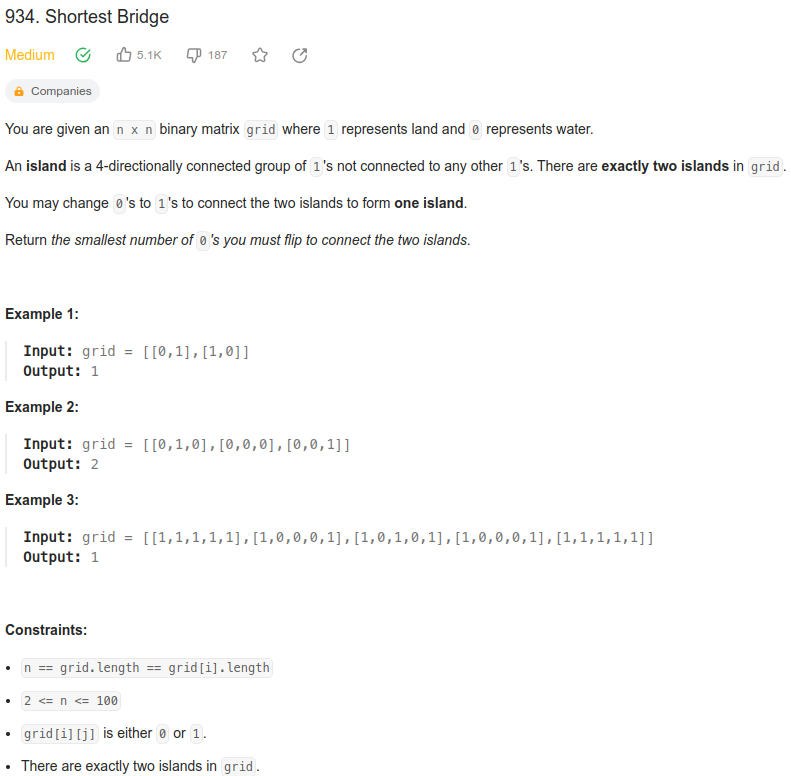 934. Shortest Bridge
Medium 5.1K 187
Companies
You are given an n x n binary matrix grid where 1 represents land and 0 represents water.
An island is a 4-directionally connected group of 1's not connected to any other 1's. There are exactly two islands in grid.
You may change 0's to 1's to connect the two islands to form one island.
Return the smallest number of 0's you must flip to connect the two islands.
Example 1:
Input: grid = [[0,1],[1,0]]
Output: 1
Example 2:
Input: grid = [[0,1,0],[0,0,0],[0,0,1]]
Output: 2
Example 3:
Input: grid = [[1,1,1,1,1],[1,0,0,0,1],[1,0,1,0,1],[1,0,0,0,1],[1,1,1,1,1]]
Output: 1
Constraints:
• n == grid.length == grid[i].length
• 2 <= n <= 100
• grid[i][j] is either 0 or 1.
• There are exactly two islands in grid.